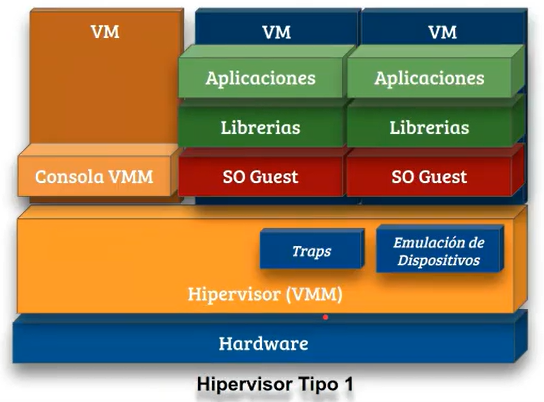 VM
VM
VM
Aplicaciones
Aplicaciones
Librerias
Librerias
Consola VMM
SO Guest
SO Guest
Traps
Emulación de
Dispositivos
Hipervisor (VMM)
Hardware
Hipervisor Tipo 1